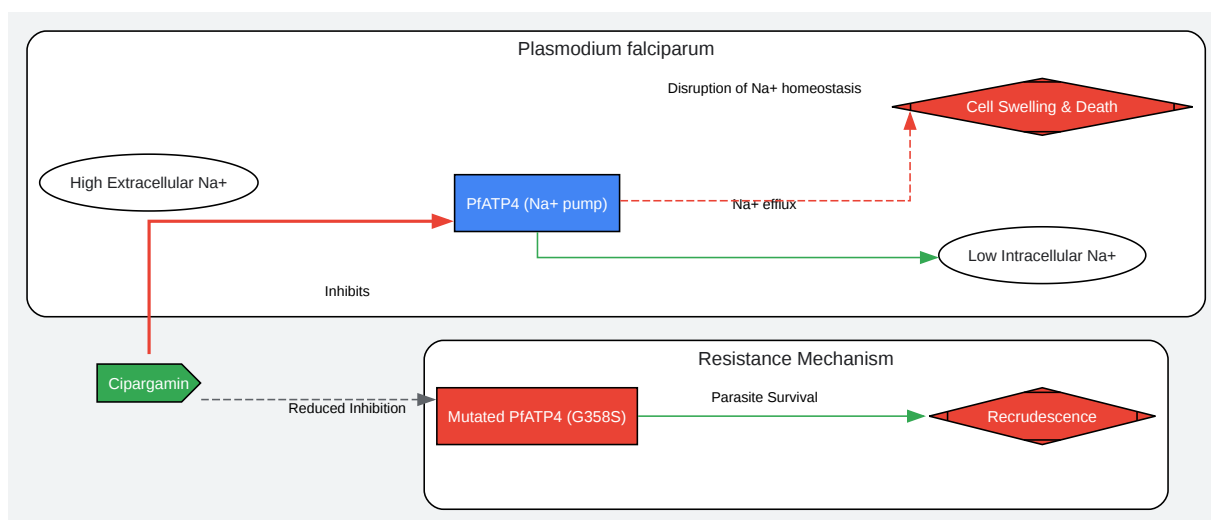 Plasmodium falciparum
Disruption of Na+ homeostasis
Cell Swelling & Death
High Extracellular Na+
PfATP4 (Na+ pump)
Na+ efflux
Low Intracellular Na+
Inhibits
Resistance Mechanism
Cipargamin
Reduced Inhibition
Mutated PfATP4 (G358S)
Parasite Survival
Recrudescence